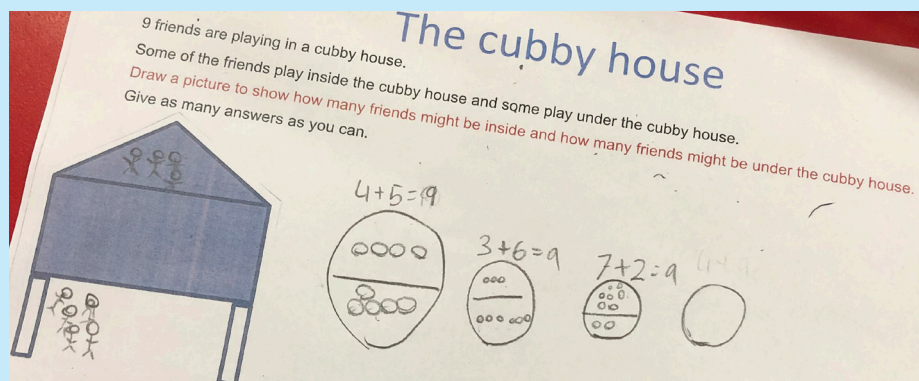 The cubby house
9 friends are playing in a cubby house.
Some of the friends play inside the cubby house and some play under the cubby house.
Draw a picture to show how many friends might be inside and how many friends might be under the cubby house.
Give as many answers as you can.
4+5=9
3+6=9
7+2=9